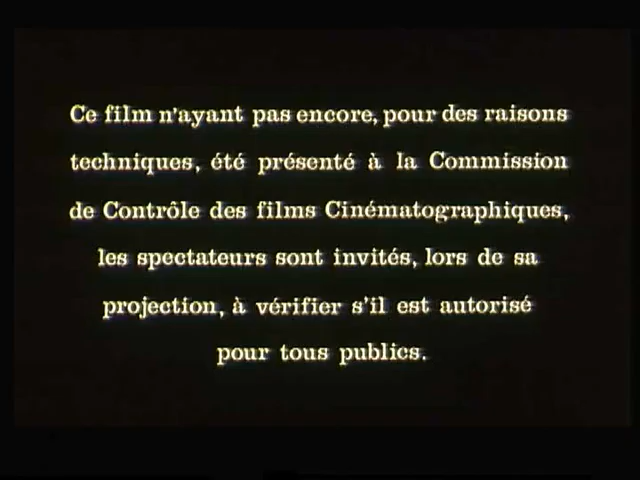 Ce film n'ayant pas encore, pour des raisons
techniques, été présenté à la Commission
de Contrôle des films Cinématographiques,
les spectateurs sont invités, lors de sa
projection, à vérifier s'il est autorisé
pour tous publics.